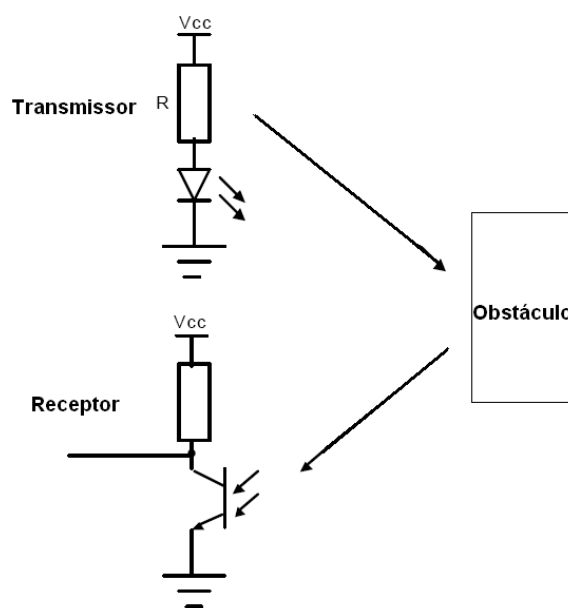 Vcc
Transmissor
R
Obstáculo
Vcc
Receptor